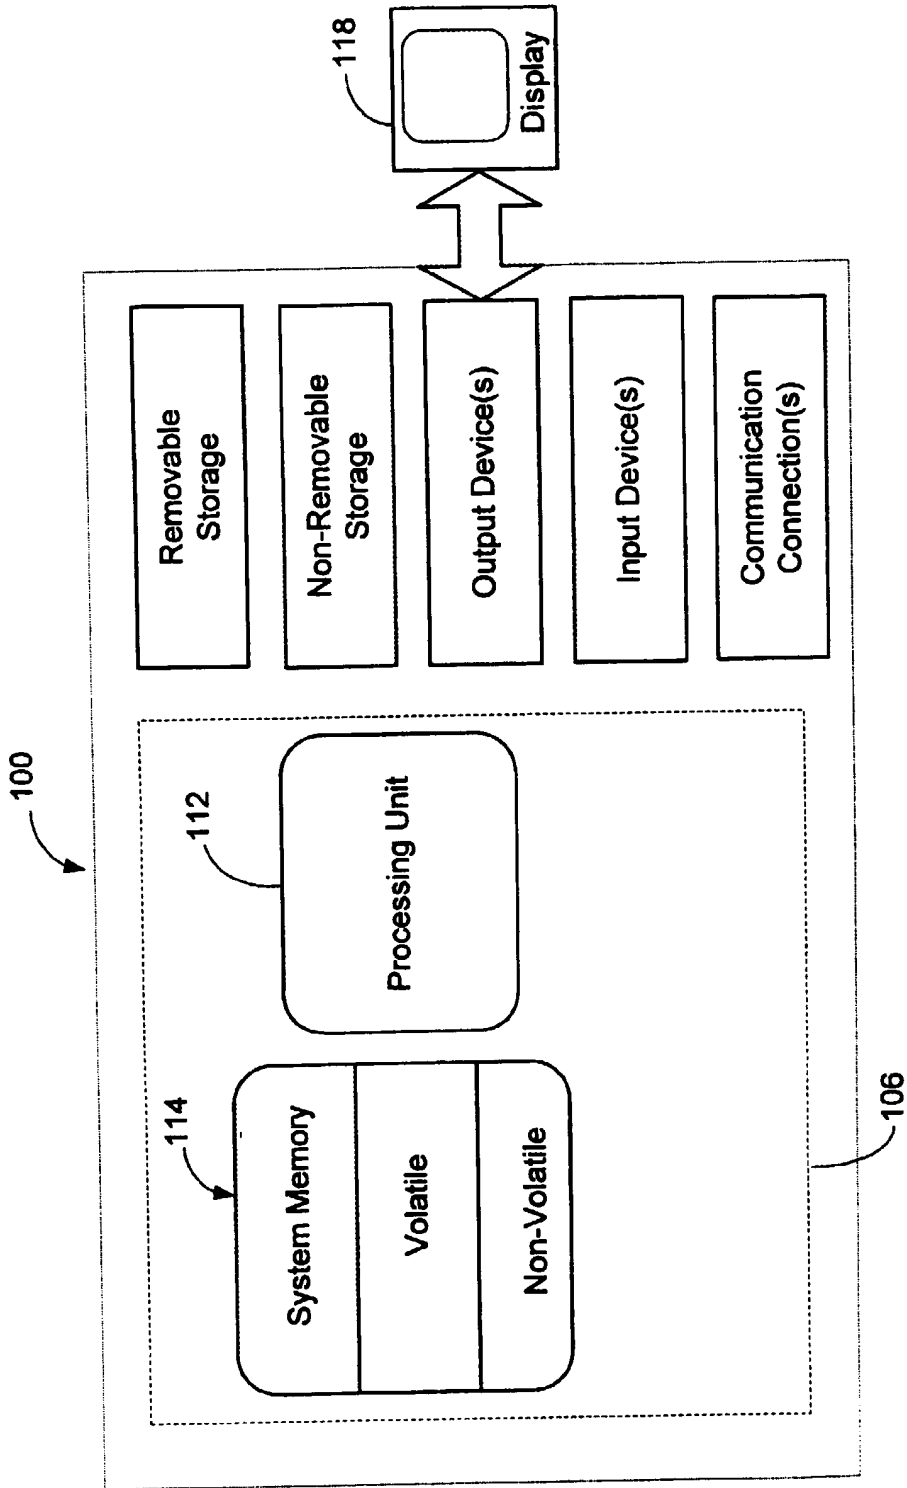 100
114
System Memory
Volatile
Non-Volatile
112
Processing Unit
106
Removable
Storage
Non-Removable
Storage
Output Device(s)
Input Device(s)
Communication
Connection(s)
118
Display